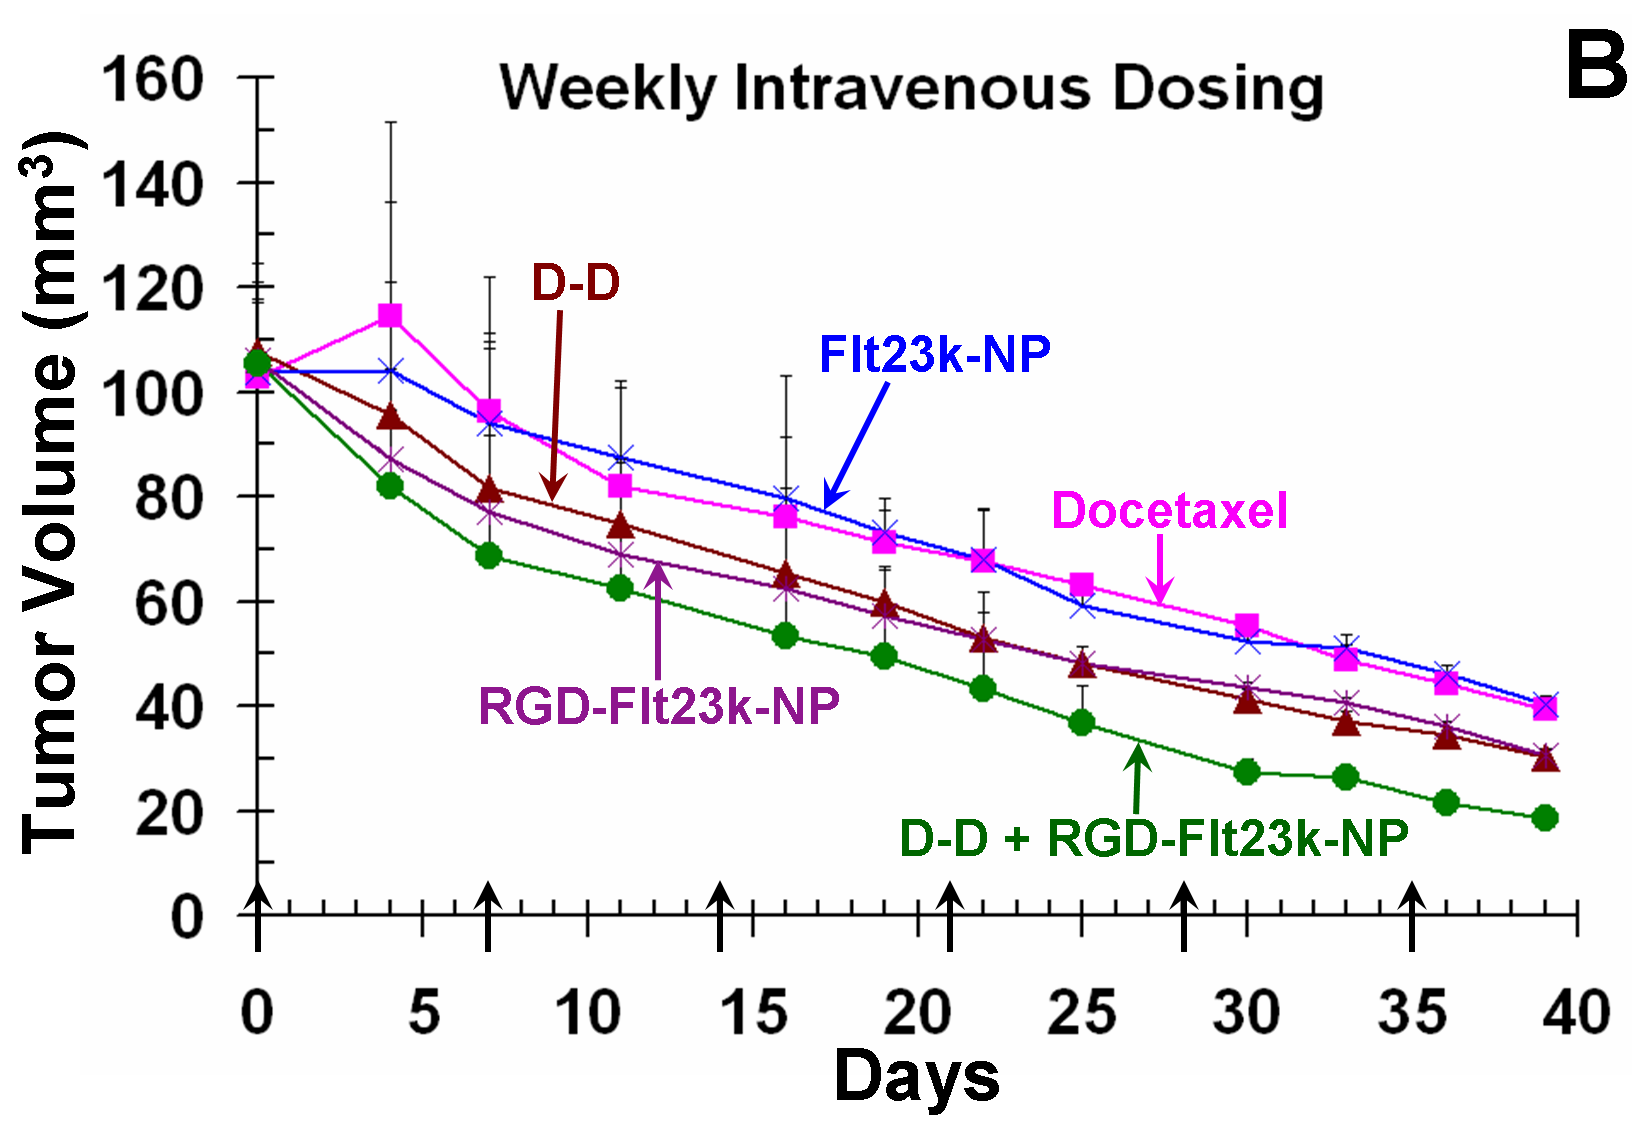 B
Weekly Intravenous Dosing
Tumor Volume (mm³)
160
140
120
100
80
60
40
20
0
D-D
Flt23k-NP
Docetaxel
RGD-Flt23k-NP
D-D + RGD-Flt23k-NP
0 5 10 15 20 25 30 35 40
Days